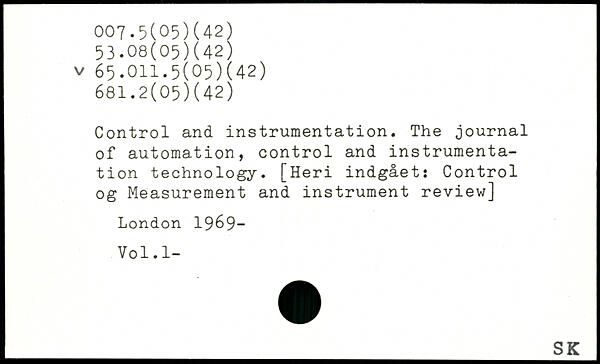 007.5(05)(42)
53.08(05)(42)
v 65.011.5(05)(42)
681.2(05)(42)
Control and instrumentation. The journal
of automation, control and instrumenta-
tion technology. [Heri indgået: Control
og Measurement and instrument review]
London 1969-
Vol.1-
SK